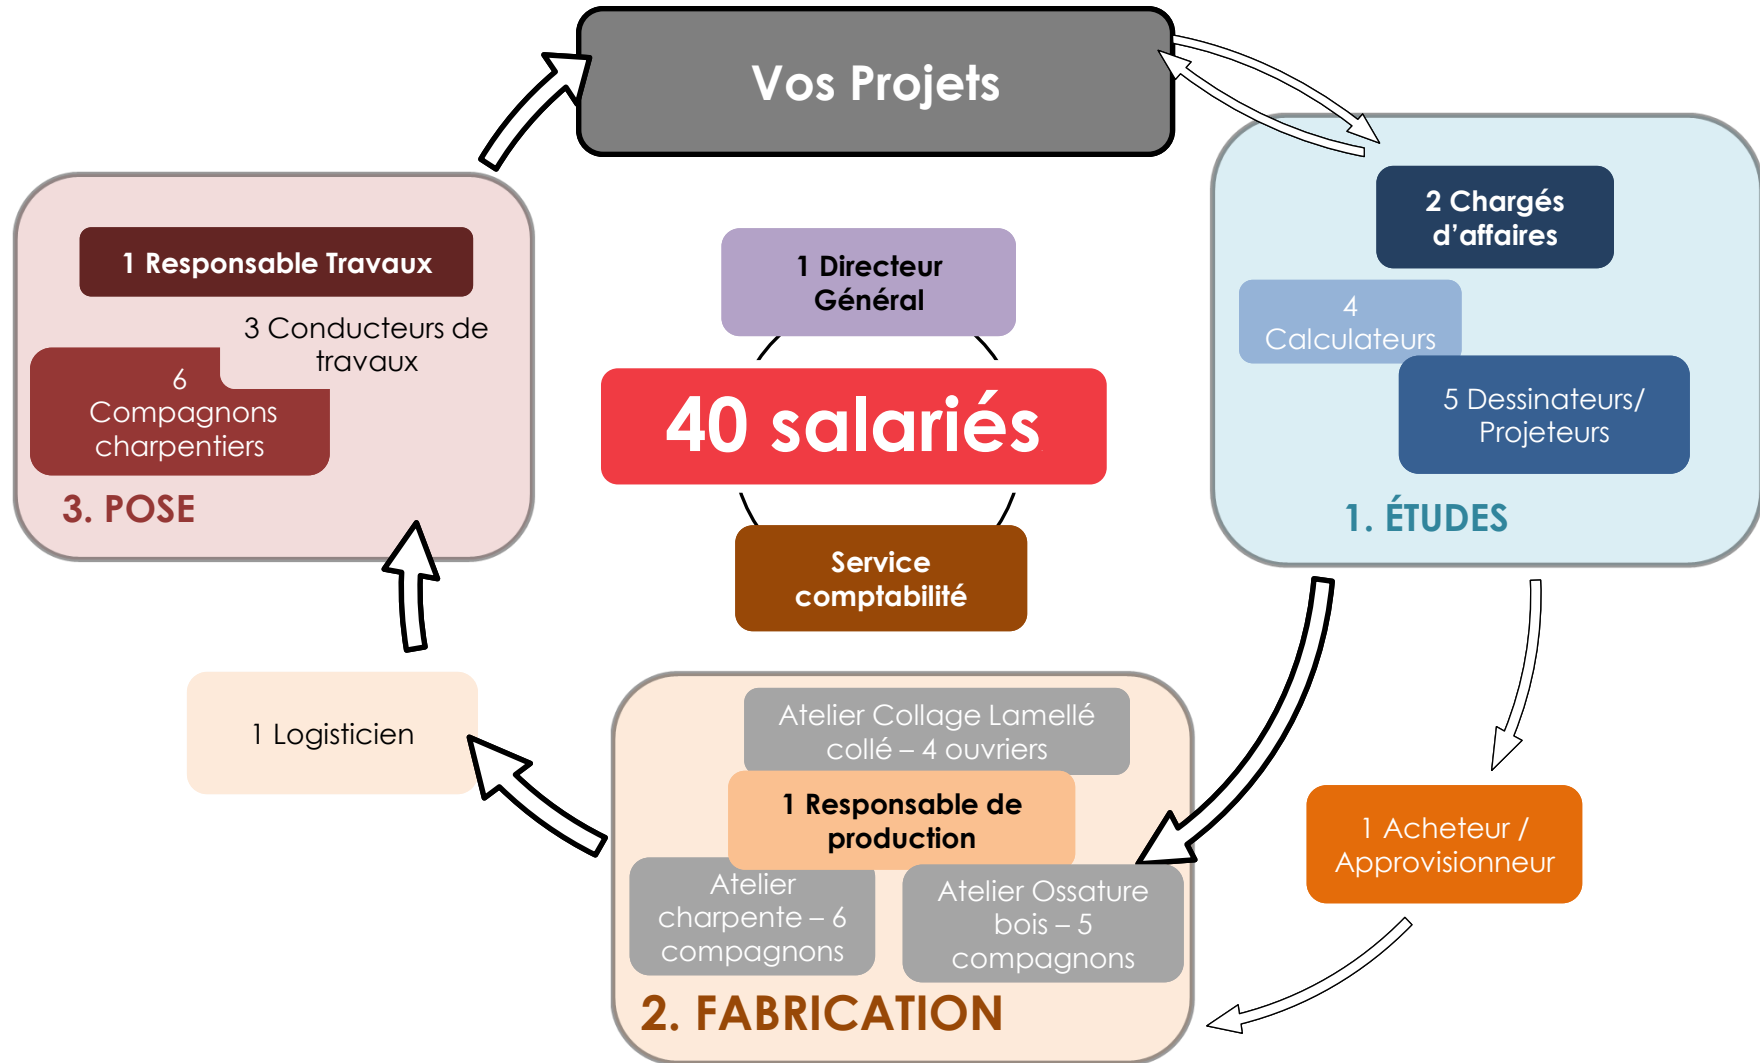 Vos Projets
2 Chargés
d’affaires
4
Calculateurs
5 Dessinateurs/
Projeteurs
1. ÉTUDES
1 Responsable Travaux
3 Conducteurs de
travaux
6
Compagnons
charpentiers
3. POSE
1 Directeur
Général
40 salariés
Service
comptabilité
1 Logisticien
Atelier Collage Lamellé
collé – 4 ouvriers
1 Responsable de
production
Atelier
charpente – 6
compagnons
Atelier Ossature
bois – 5
compagnons
2. FABRICATION
1 Acheteur /
Approvisionneur